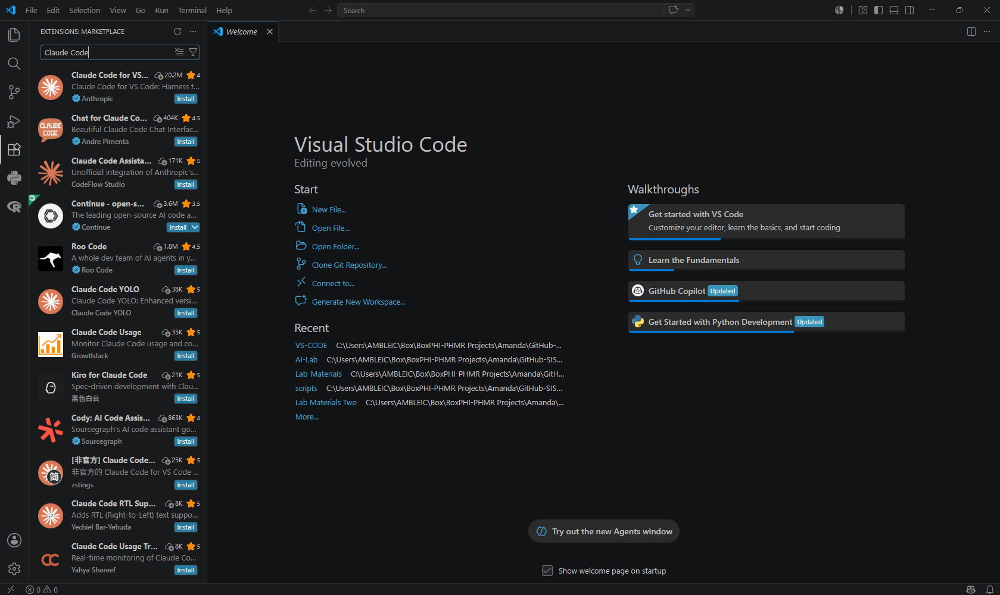 File Edit Selection View Go Run Terminal Help
Search
EXTENSIONS: MARKETPLACE
Claude Code
Claude Code for VS... 20.2M 4
Claude Code for VS Code: Harness t...
Anthropic Install
Chat for Claude Co... 404K 4.5
Beautiful Claude Code Chat Interfac...
CLAUDE CODE
Andre Pimenta Install
Claude Code Assista... 171K 5
Unofficial integration of Anthropic's...
CodeFlow Studio Install
Continue - open-s... 3.6M 3.5
The leading open-source AI code a...
Continue Install
Roo Code 1.8M 4.5
A whole dev team of AI agents in y...
Roo Code Install
Claude Code YOLO 38K 5
Claude Code YOLO: Enhanced versi...
Claude Code YOLO Install
Claude Code Usage 35K 5
Monitor Claude Code usage and co...
GrowthJack Install
Kiro for Claude Code 21K 5
Spec-driven development with Clau...
黑色白云 Install
Cody: AI Code Assis... 863K 4
Sourcegraph's AI code assistant go...
Sourcegraph Install
[非官方] Claude Code... 25K 5
非官方的 Claude Code for VS Code ...
简
zstings Install
Claude Code RTL Sup... 8K 5
Adds RTL (Right-to-Left) text suppo...
Yechiel Bar-Yehuda Install
Claude Code Usage Tr... 8K 5
Real-time monitoring of Claude Co...
CC
Yahya Shareef Install
Welcome
Visual Studio Code
Editing evolved
Start
New File...
Open File...
Open Folder...
Clone Git Repository...
Connect to...
Generate New Workspace...
Recent
VS-CODE C:\Users\AMBLEIC\Box\BoxPHI-PHMR Projects\Amanda\GitHub-...
AI-Lab C:\Users\AMBLEIC\Box\BoxPHI-PHMR Projects\Amanda\GitHub-SIS...
Lab-Materials C:\Users\AMBLEIC\Box\BoxPHI-PHMR Projects\Amanda\GitH...
scripts C:\Users\AMBLEIC\Box\BoxPHI-PHMR Projects\Amanda\GitHub-SIS...
Lab Materials Two C:\Users\AMBLEIC\Box\BoxPHI-PHMR Projects\Amanda\...
More...
Walkthroughs
Get started with VS Code
Customize your editor, learn the basics, and start coding
Learn the Fundamentals
GitHub Copilot Updated
Get Started with Python Development Updated
Try out the new Agents window
Show welcome page on startup
0 0